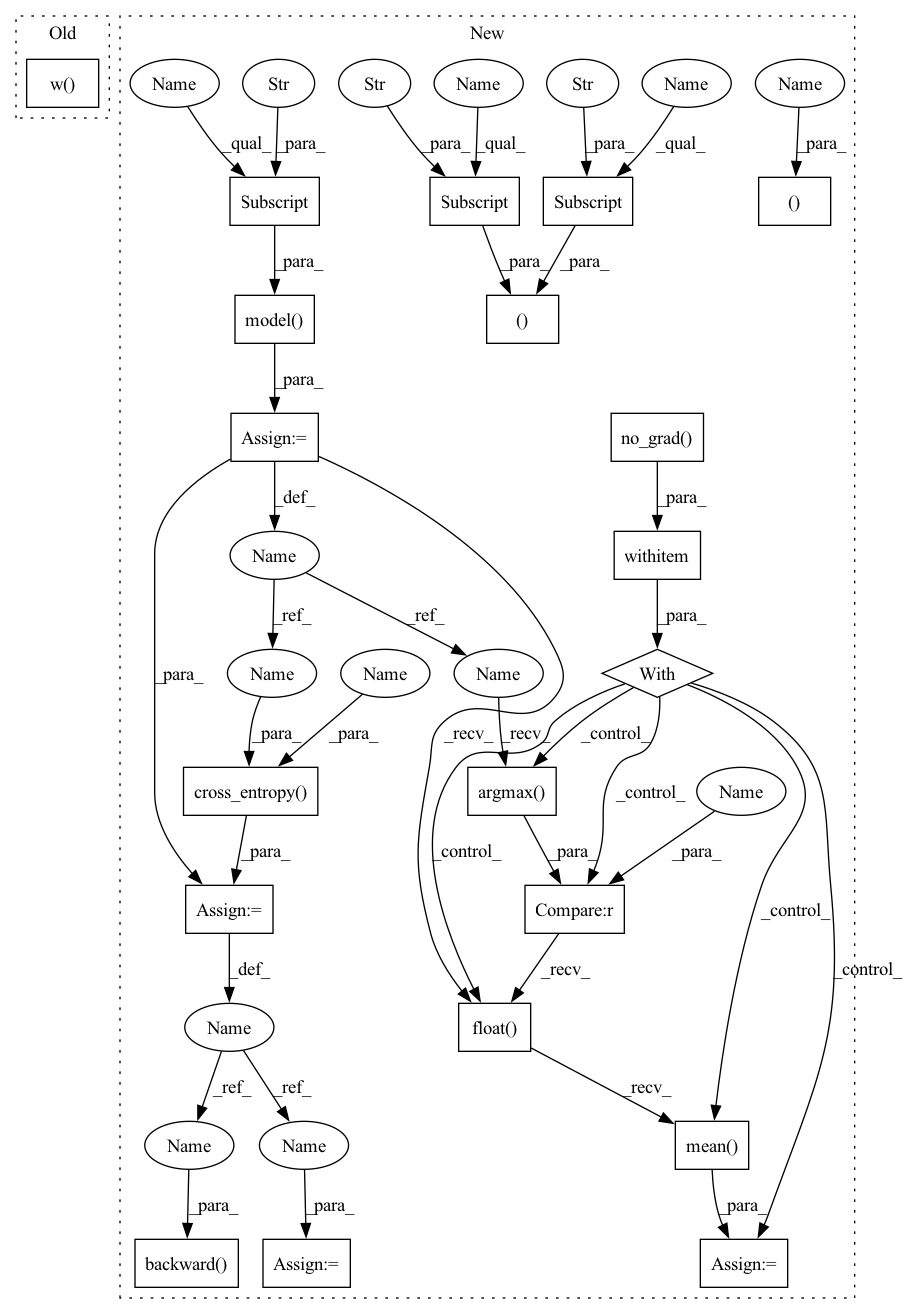 Old
New
w()
Name
Str
Str
Name
Str
Name
Name
_qual_
_para_
_para_
_qual_
_para_
_qual_
_para_
Subscript
Subscript
Subscript
()
_para_
_para_
_para_
model()
()
_para_
Assign:=
no_grad()
_def_
_para_
Name
withitem
_ref_
_ref_
_para_
Name
Name
Name
With
_para_
_para_
_para_
_recv_
_recv_
_control_
cross_entropy()
argmax()
Name
_control_
_para_
_control_
_para_
_para_
Assign:=
Compare:r
_control_
_def_
_recv_
_control_
Name
float()
_ref_
_ref_
_recv_
Name
Name
mean()
_para_
_para_
_para_
backward()
Assign:=
Assign:=